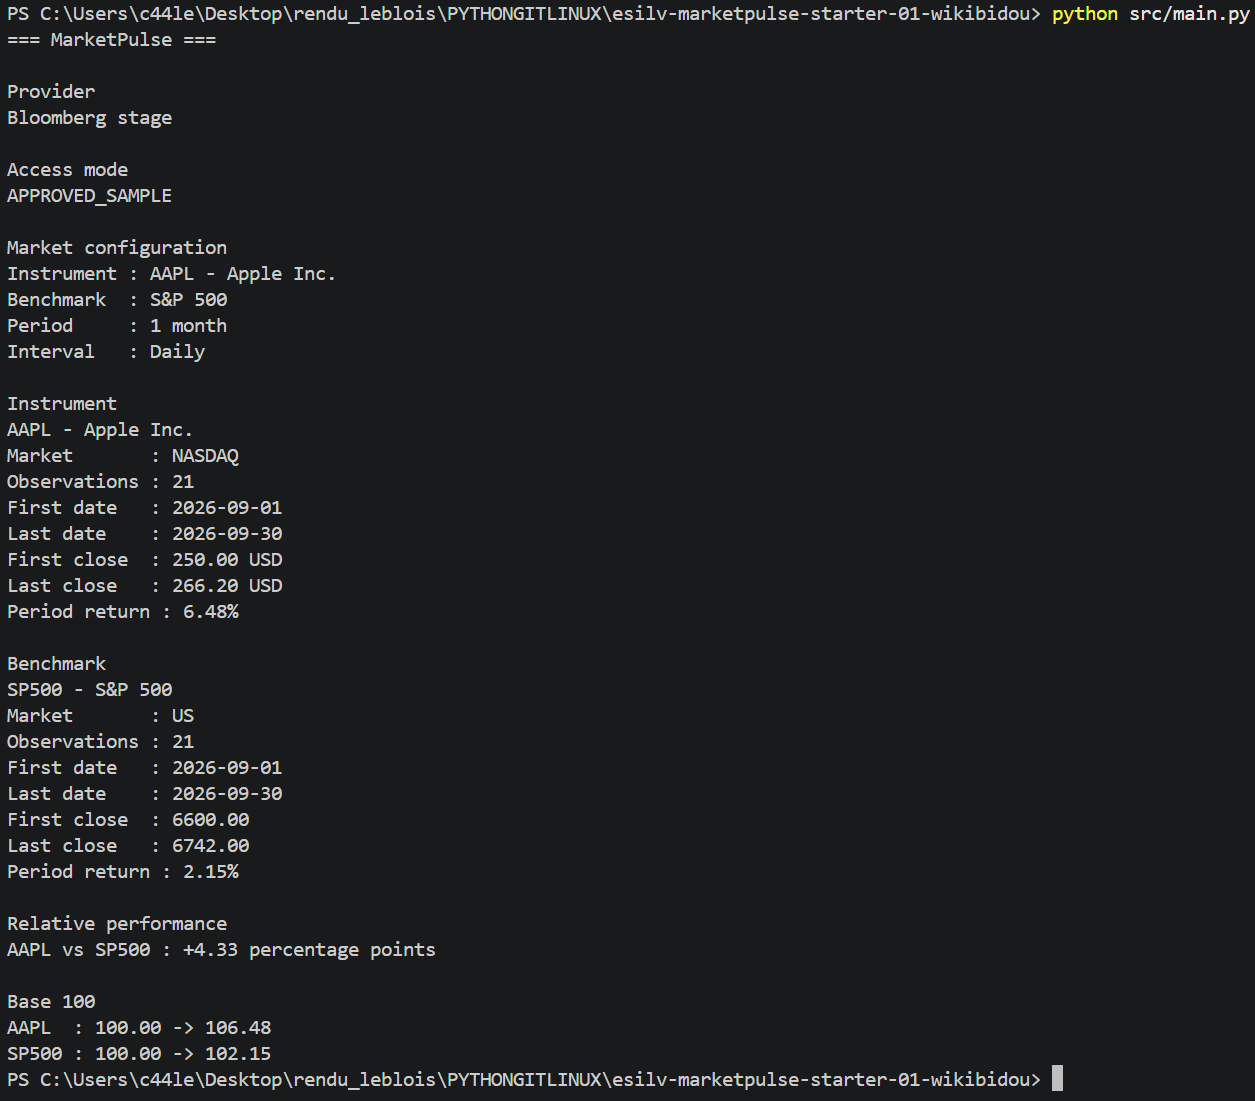 PS C:\Users\c44le\Desktop\rendu_leblois\PYTHONGITLINUX\esilv-marketpulse-starter-01-wikibidou> python src/main.py
=== MarketPulse ===

Provider
Bloomberg stage

Access mode
APPROVED_SAMPLE

Market configuration
Instrument : AAPL - Apple Inc.
Benchmark  : S&P 500
Period     : 1 month
Interval   : Daily

Instrument
AAPL - Apple Inc.
Market       : NASDAQ
Observations : 21
First date   : 2026-09-01
Last date    : 2026-09-30
First close  : 250.00 USD
Last close   : 266.20 USD
Period return : 6.48%

Benchmark
SP500 - S&P 500
Market       : US
Observations : 21
First date   : 2026-09-01
Last date    : 2026-09-30
First close  : 6600.00
Last close   : 6742.00
Period return : 2.15%

Relative performance
AAPL vs SP500 : +4.33 percentage points

Base 100
AAPL  : 100.00 -> 106.48
SP500 : 100.00 -> 102.15
PS C:\Users\c44le\Desktop\rendu_leblois\PYTHONGITLINUX\esilv-marketpulse-starter-01-wikibidou>